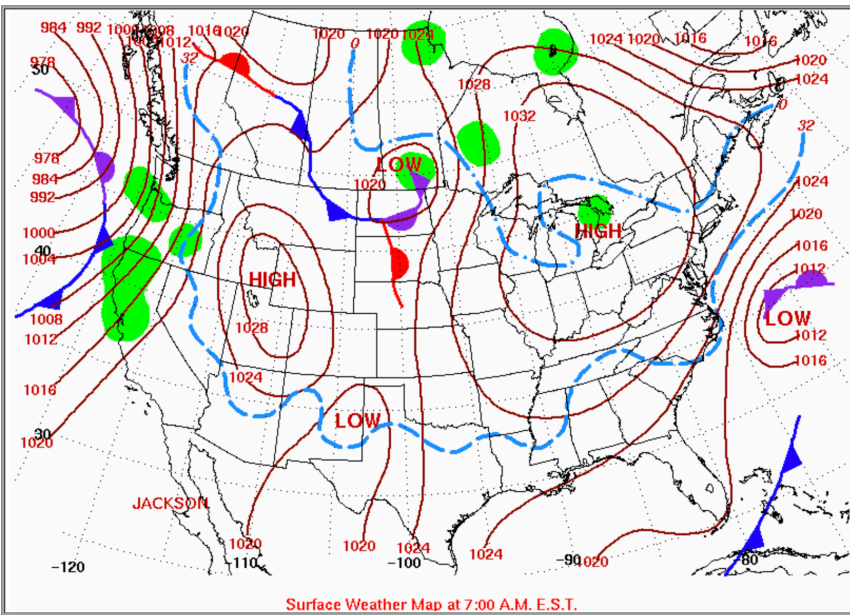 984 992 1000 1008 1016 1020 1020 1020 1024 1024 1020 1016 1016
1012 0
32 1020
50 978 1028 1024
1032 0
32
978 LOW
984 1020 1024
992
1020
1000 HIGH
40 1016
1004 HIGH 1012
1008 1028 LOW
1012 1012
1016
1024
1016
LOW
30
1020
JACKSON
1020 1020 1024 1024 1020
-120 -110 -100 -90 -80
Surface Weather Map at 7:00 A.M. E.S.T.